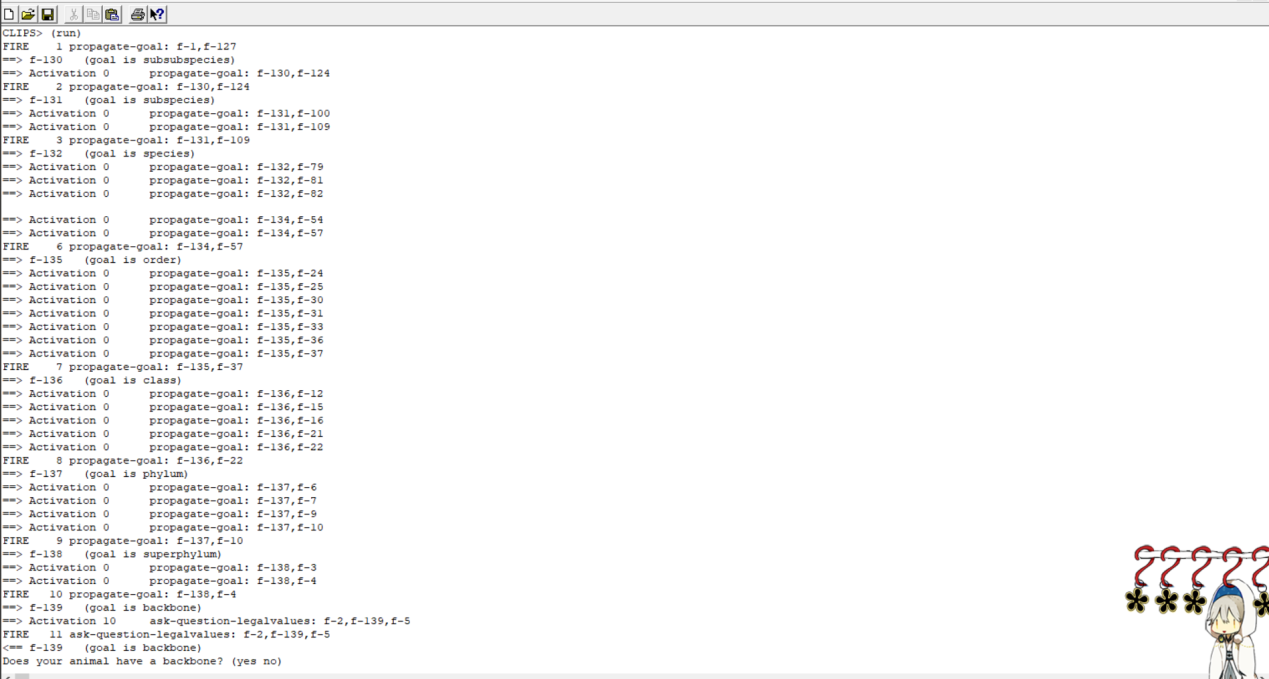 CLIPS> (run)
FIRE    1 propagate-goal: f-1,f-127
==> f-130   (goal is subsubspecies)
==> Activation 0      propagate-goal: f-130,f-124
FIRE    2 propagate-goal: f-130,f-124
==> f-131   (goal is subspecies)
==> Activation 0      propagate-goal: f-131,f-100
==> Activation 0      propagate-goal: f-131,f-109
FIRE    3 propagate-goal: f-131,f-109
==> f-132   (goal is species)
==> Activation 0      propagate-goal: f-132,f-79
==> Activation 0      propagate-goal: f-132,f-81
==> Activation 0      propagate-goal: f-132,f-82
==> Activation 0      propagate-goal: f-134,f-54
==> Activation 0      propagate-goal: f-134,f-57
FIRE    6 propagate-goal: f-134,f-57
==> f-135   (goal is order)
==> Activation 0      propagate-goal: f-135,f-24
==> Activation 0      propagate-goal: f-135,f-25
==> Activation 0      propagate-goal: f-135,f-30
==> Activation 0      propagate-goal: f-135,f-31
==> Activation 0      propagate-goal: f-135,f-33
==> Activation 0      propagate-goal: f-135,f-36
==> Activation 0      propagate-goal: f-135,f-37
FIRE    7 propagate-goal: f-135,f-37
==> f-136   (goal is class)
==> Activation 0      propagate-goal: f-136,f-12
==> Activation 0      propagate-goal: f-136,f-15
==> Activation 0      propagate-goal: f-136,f-16
==> Activation 0      propagate-goal: f-136,f-21
==> Activation 0      propagate-goal: f-136,f-22
FIRE    8 propagate-goal: f-136,f-22
==> f-137   (goal is phylum)
==> Activation 0      propagate-goal: f-137,f-6
==> Activation 0      propagate-goal: f-137,f-7
==> Activation 0      propagate-goal: f-137,f-9
==> Activation 0      propagate-goal: f-137,f-10
FIRE    9 propagate-goal: f-137,f-10
==> f-138   (goal is superphylum)
==> Activation 0      propagate-goal: f-138,f-3
==> Activation 0      propagate-goal: f-138,f-4
FIRE   10 propagate-goal: f-138,f-4
==> f-139   (goal is backbone)
==> Activation 10     ask-question-legalvalues: f-2,f-139,f-5
FIRE   11 ask-question-legalvalues: f-2,f-139,f-5
<== f-139   (goal is backbone)
Does your animal have a backbone? (yes no)